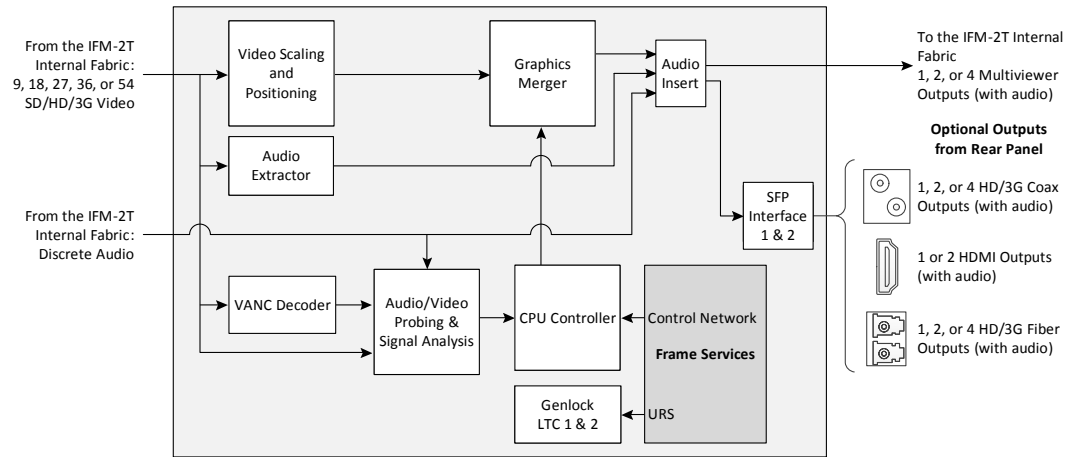 From the IFM-2T
Internal Fabric:
9, 18, 27, 36, or 54
SD/HD/3G Video
Video Scaling
and
Positioning
Graphics
Merger
Audio
Insert
To the IFM-2T Internal
Fabric
1, 2, or 4 Multiviewer
Outputs (with audio)
Optional Outputs
from Rear Panel
Audio
Extractor
SFP
Interface
1 & 2
1, 2, or 4 HD/3G Coax
Outputs (with audio)
From the IFM-2T
Internal Fabric:
Discrete Audio
1 or 2 HDMI Outputs
(with audio)
VANC Decoder
Audio/Video
Probing &
Signal Analysis
CPU Controller
Control Network
Frame Services
1, 2, or 4 HD/3G Fiber
Outputs (with audio)
Genlock
LTC 1 & 2
URS